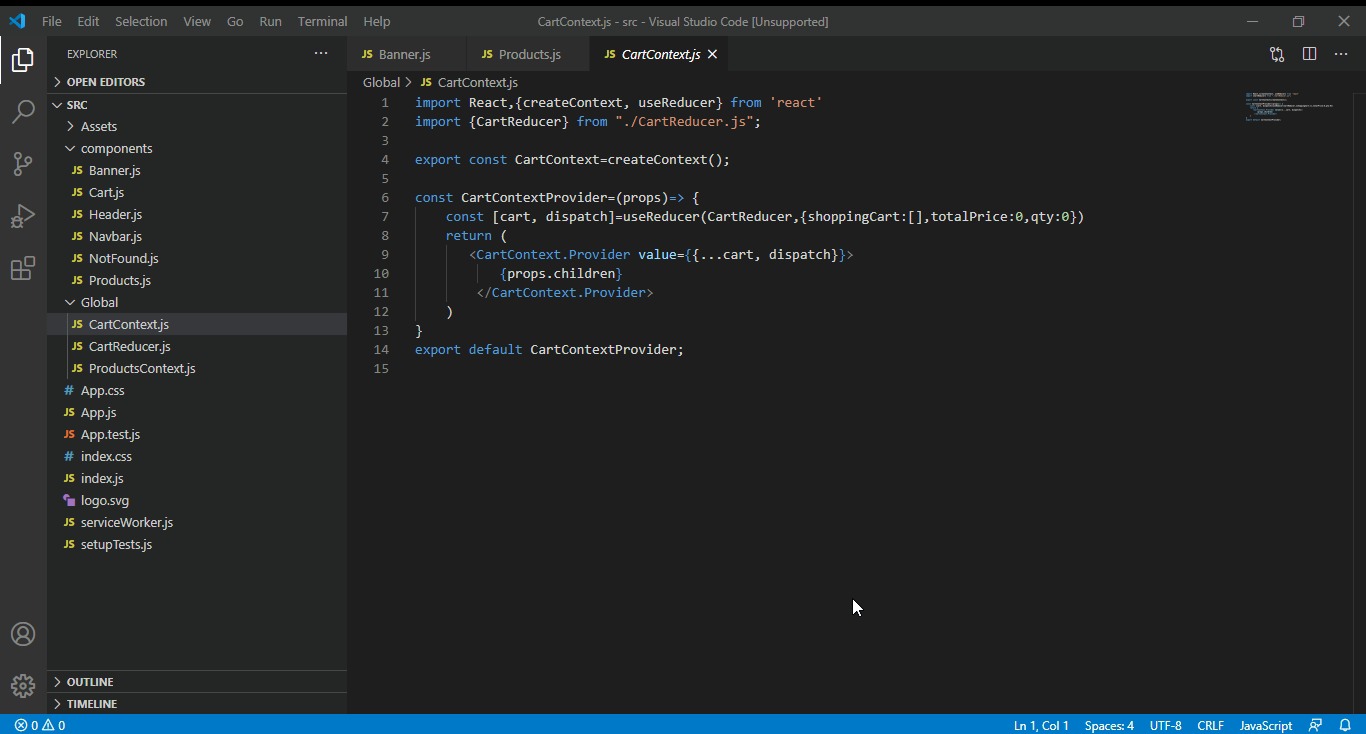 File Edit Selection View Go Run Terminal Help CartContext.js - src - Visual Studio Code [Unsupported]
EXPLORER
OPEN EDITORS
SRC
Assets
components
JS Banner.js
JS Cart.js
JS Header.js
JS Navbar.js
JS NotFound.js
JS Products.js
Global
JS CartContext.js
JS CartReducer.js
JS ProductsContext.js
# App.css
JS App.js
JS App.test.js
# index.css
JS index.js
logo.svg
JS serviceWorker.js
JS setupTests.js
OUTLINE
TIMELINE
JS Banner.js JS Products.js JS CartContext.js
Global > JS CartContext.js
1 import React,{createContext, useReducer} from 'react'
2 import {CartReducer} from "./CartReducer.js";
3
4 export const CartContext=createContext();
5
6 const CartContextProvider=(props)=> {
7 const [cart, dispatch]=useReducer(CartReducer,{shoppingCart:[],totalPrice:0,qty:0})
8 return (
9 <CartContext.Provider value={{...cart, dispatch}}>
10 {props.children}
11 </CartContext.Provider>
12 )
13 }
14 export default CartContextProvider;
15
0 0 Ln 1, Col 1 Spaces: 4 UTF-8 CRLF JavaScript